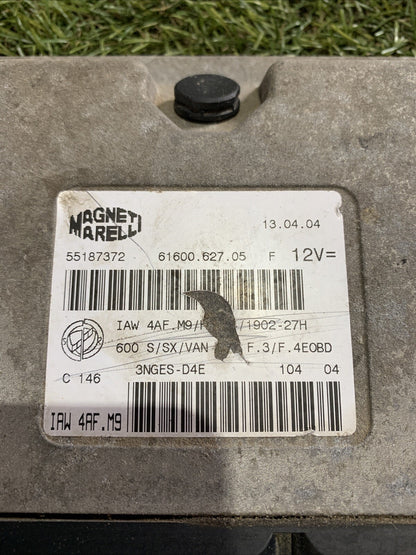 MAGNETI
MARELLI
13.04.04
55187372 61600.627.05 F 12V=
IAW 4AF.M9/ /1902-27H
600 S/SX/VAN F.3/F.4EOBD
C 146 3NGES-D4E 104 04
IAW 4AF.M9